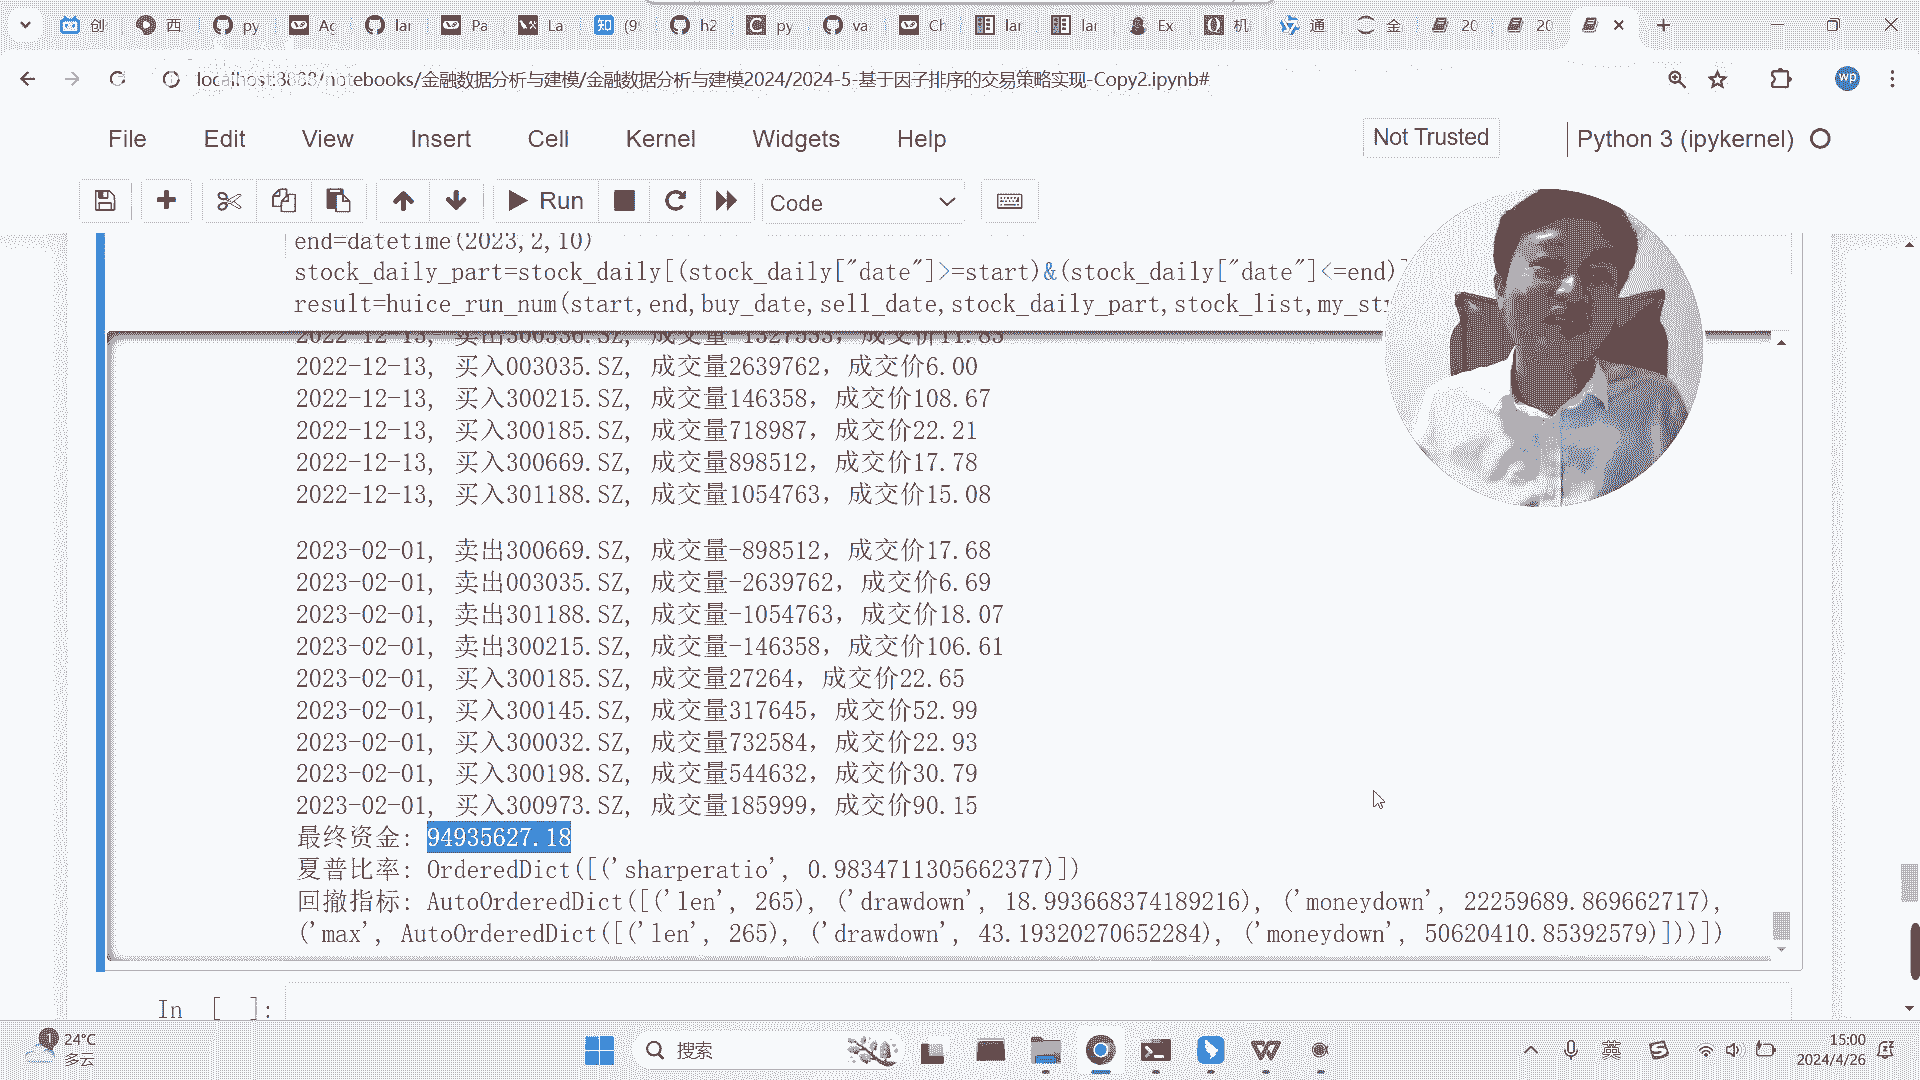 创
西
py
Ag
lar
Pa
La
(9
h2
py
va
Ch
lar
lar
Ex
机
通
金
20
20
localhost:8888/notebooks/金融数据分析与建模/金融数据分析与建模2024/2024-5-基于因子排序的交易策略实现-Copy2.ipynb#
wp
File Edit View Insert Cell Kernel Widgets Help
Not Trusted
Python 3 (ipykernel)
Run
Code
end=datetime(2023,2,10)
stock_daily_part=stock_daily[(stock_daily["date"]>=start)&(stock_daily["date"]<=end)]
result=huice_run_num(start,end,buy_date,sell_date,stock_daily_part,stock_list,my_st
2022-12-13, 买入003035.SZ, 成交量2639762，成交价6.00
2022-12-13, 买入300215.SZ, 成交量146358，成交价108.67
2022-12-13, 买入300185.SZ, 成交量718987，成交价22.21
2022-12-13, 买入300669.SZ, 成交量898512，成交价17.78
2022-12-13, 买入301188.SZ, 成交量1054763，成交价15.08
2023-02-01, 卖出300669.SZ, 成交量-898512，成交价17.68
2023-02-01, 卖出003035.SZ, 成交量-2639762，成交价6.69
2023-02-01, 卖出301188.SZ, 成交量-1054763，成交价18.07
2023-02-01, 卖出300215.SZ, 成交量-146358，成交价106.61
2023-02-01, 买入300185.SZ, 成交量27264，成交价22.65
2023-02-01, 买入300145.SZ, 成交量317645，成交价52.99
2023-02-01, 买入300032.SZ, 成交量732584，成交价22.93
2023-02-01, 买入300198.SZ, 成交量544632，成交价30.79
2023-02-01, 买入300973.SZ, 成交量185999，成交价90.15
最终资金: 94935627.18
夏普比率: OrderedDict([('sharperatio', 0.9834711305662377)])
回撤指标: AutoOrderedDict([('len', 265), ('drawdown', 18.993668374189216), ('moneydown', 22259689.869662717),
('max', AutoOrderedDict([('len', 265), ('drawdown', 43.19320270652284), ('moneydown', 50620410.85392579)]))])
In [ ]:
24°C
多云
搜索
英
15:00
2024/4/26